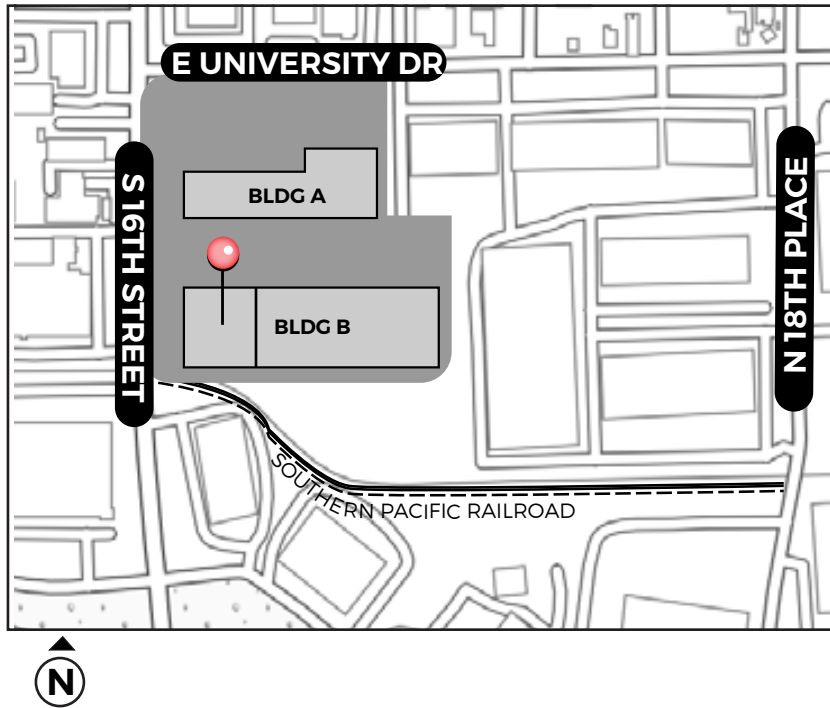 E UNIVERSITY DR
S 16TH STREET
BLDG A
N 18TH PLACE
BLDG B
SOUTHERN PACIFIC RAILROAD
N